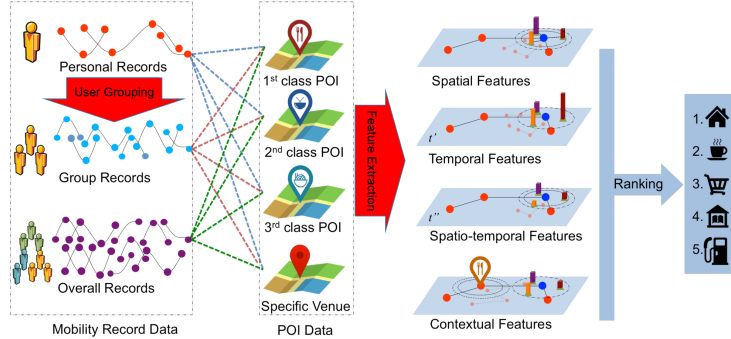 Personal Records
User Grouping
Group Records
Overall Records
Mobility Record Data
1st class POI
2nd class POI
3rd class POI
Specific Venue
POI Data
Feature Extraction
Spatial Features
t'
Temporal Features
t''
Spatio-temporal Features
Contextual Features
Ranking
1.
2.
3.
4.
5.